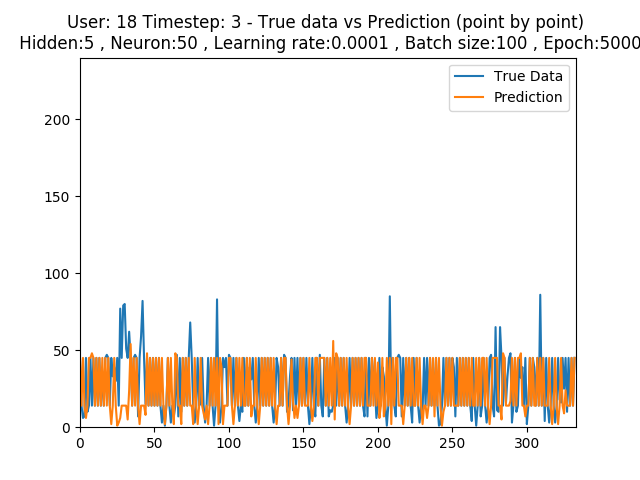 User: 18 Timestep: 3 - True data vs Prediction (point by point)
Hidden:5 , Neuron:50 , Learning rate:0.0001 , Batch size:100 , Epoch:5000
True Data
Prediction
200
150
100
50
0
0 50 100 150 200 250 300